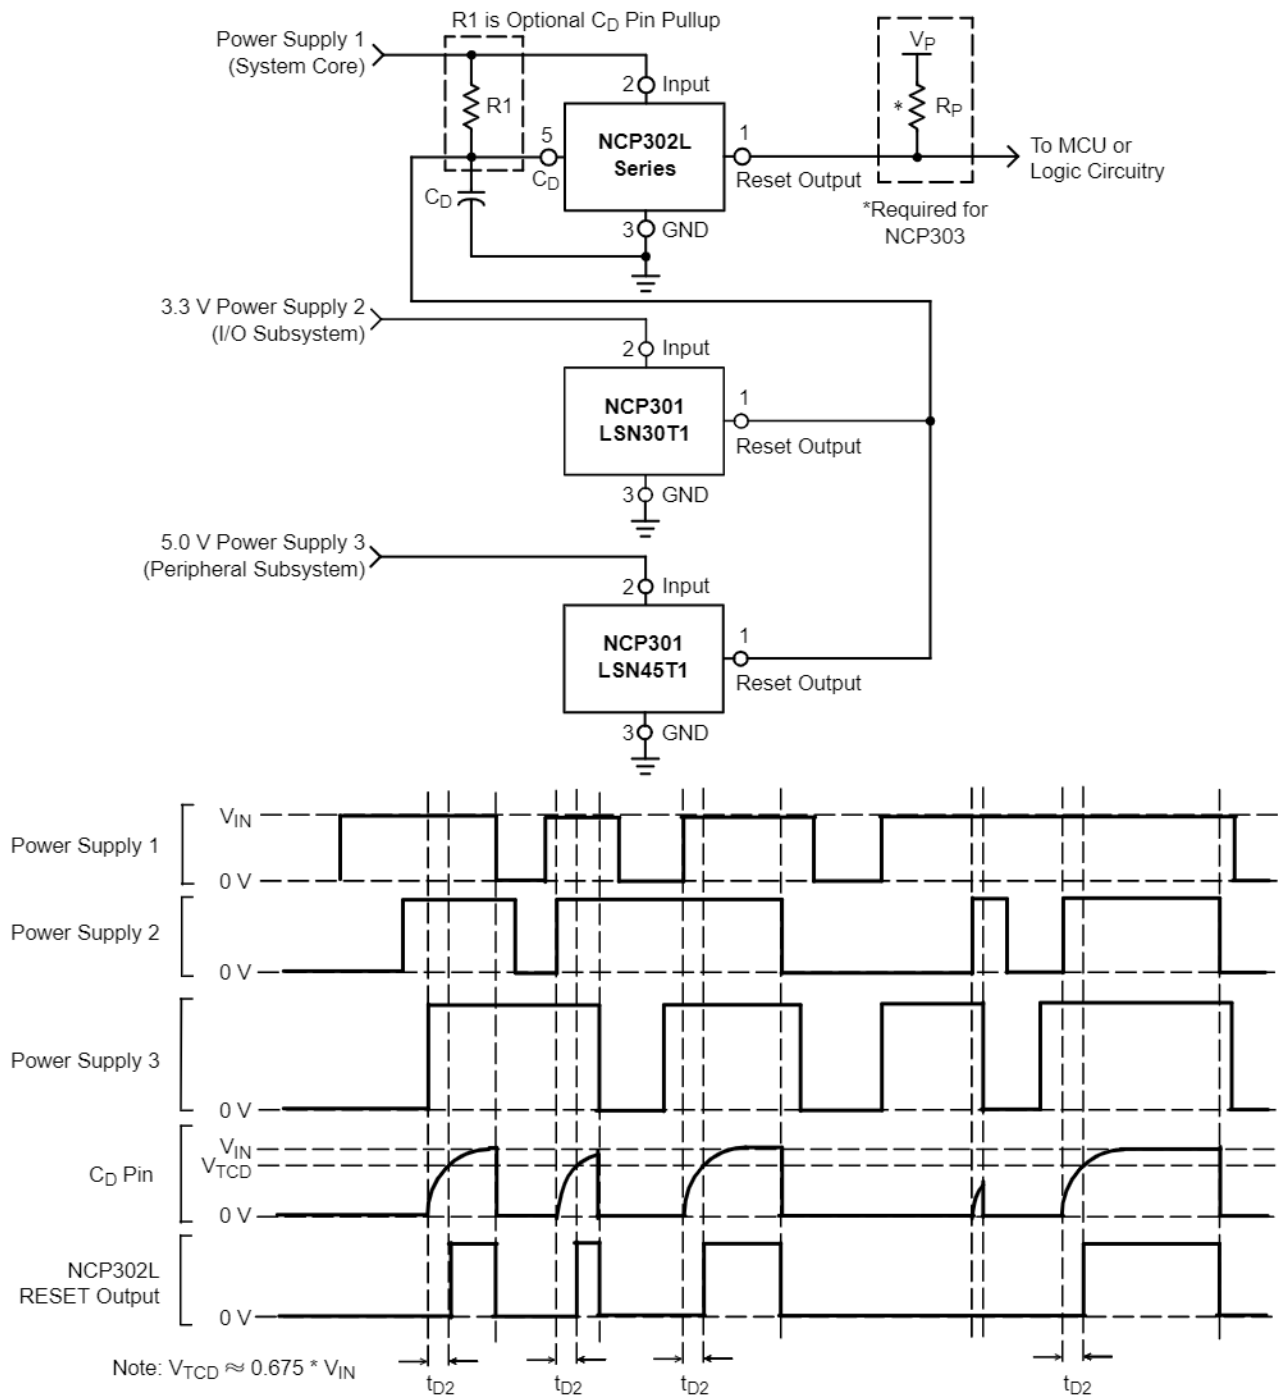 R1 is Optional CD Pin Pullup
Power Supply 1
(System Core)
R1
CD
5
CD
2
Input
NCP302L
Series
3
GND
1
Reset Output
VP
*
RP
*Required for
NCP303
To MCU or
Logic Circuitry
3.3 V Power Supply 2
(I/O Subsystem)
2
Input
NCP301
LSN30T1
1
Reset Output
3
GND
5.0 V Power Supply 3
(Peripheral Subsystem)
2
Input
NCP301
LSN45T1
1
Reset Output
3
GND
Power Supply 1
VIN
0 V
Power Supply 2
0 V
Power Supply 3
0 V
CD Pin
VIN
VTCD
0 V
NCP302L
RESET Output
0 V
Note: VTCD ≈ 0.675 * VIN
tD2
tD2
tD2
tD2